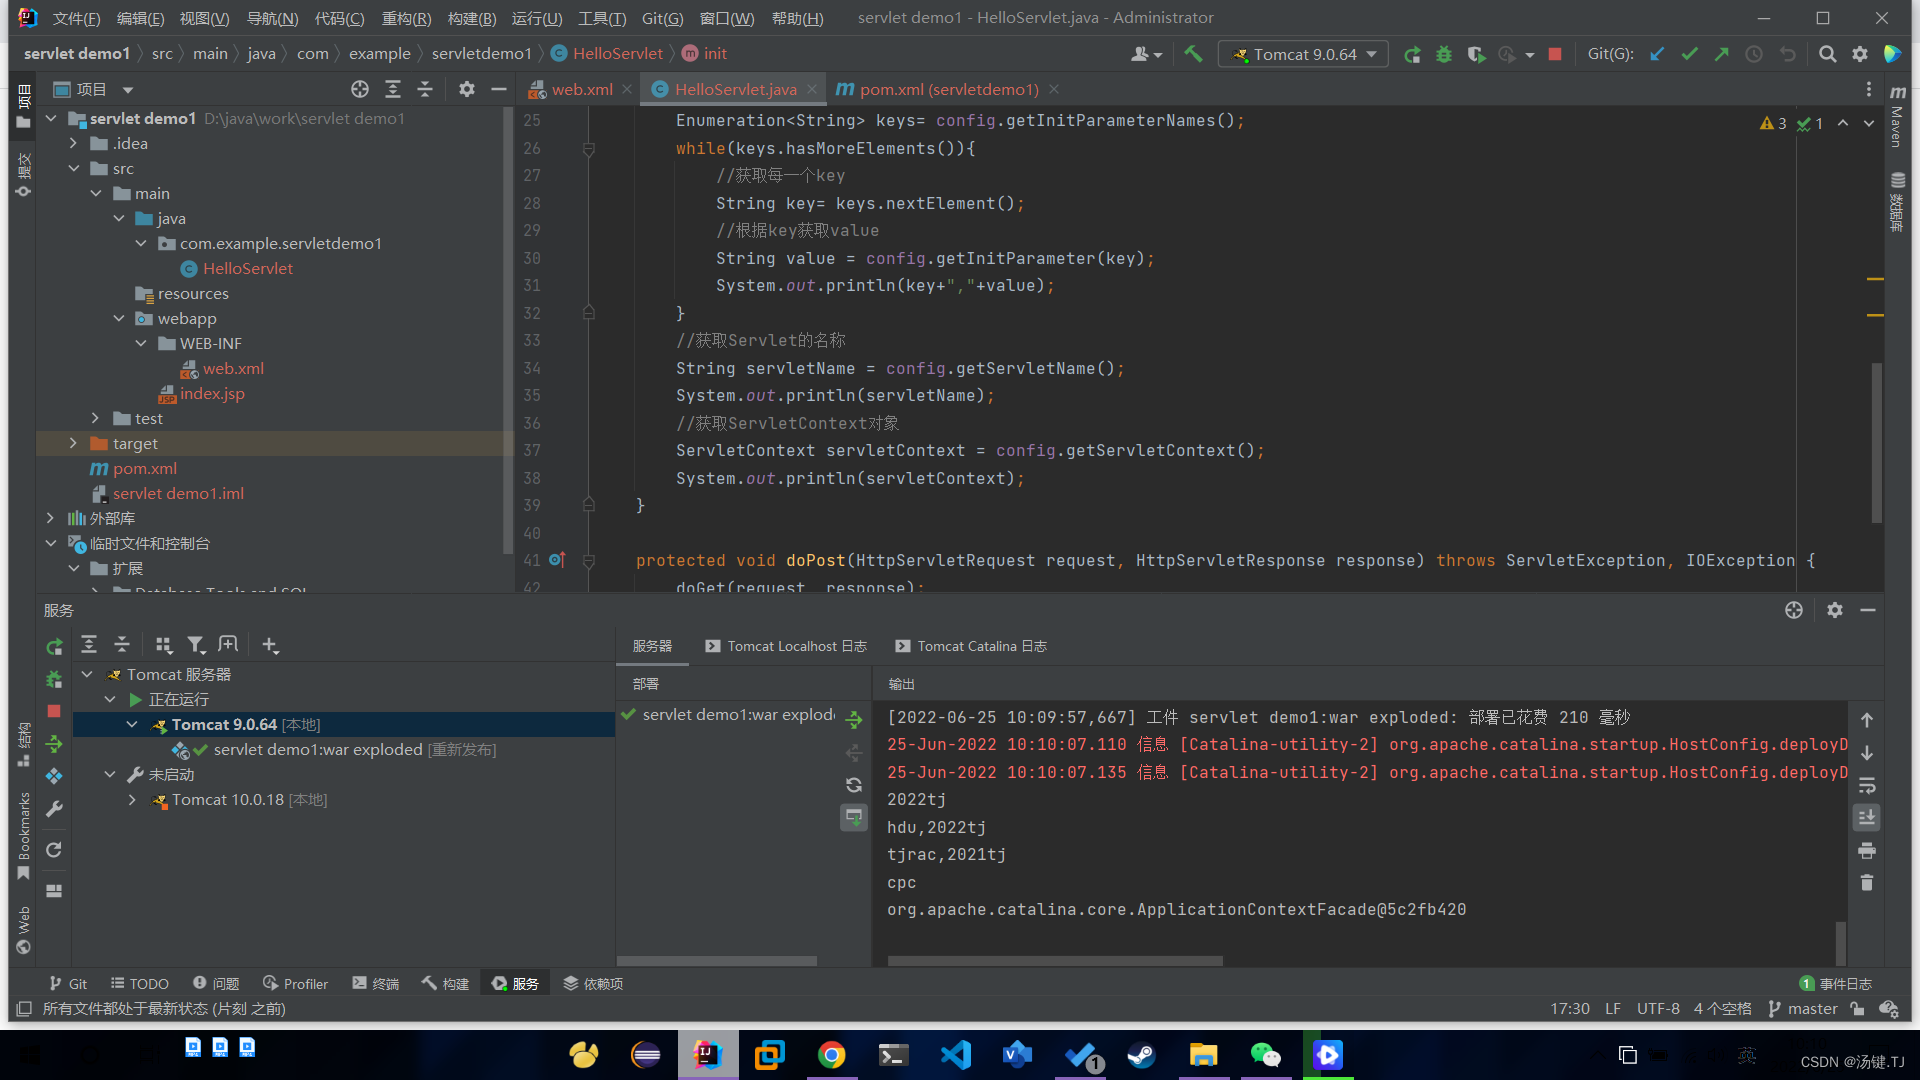 文件(F) 编辑(E) 视图(V) 导航(N) 代码(C) 重构(R) 构建(B) 运行(U) 工具(T) Git(G) 窗口(W) 帮助(H) servlet demo1 - HelloServlet.java - Administrator
servlet demo1 src main java com example servletdemo1 HelloServlet init Tomcat 9.0.64 Git(G):
项目 web.xml HelloServlet.java pom.xml (servletdemo1)
项目
提交
结构
Bookmarks
Web
Maven
数据库
servlet demo1 D:\java\work\servlet demo1
.idea
src
main
java
com.example.servletdemo1
HelloServlet
resources
webapp
WEB-INF
web.xml
index.jsp
test
target
pom.xml
servlet demo1.iml
外部库
临时文件和控制台
扩展
Database Tools and SQL
3 1
25 Enumeration<String> keys= config.getInitParameterNames();
26 while(keys.hasMoreElements()){
27 //获取每一个key
28 String key= keys.nextElement();
29 //根据key获取value
30 String value = config.getInitParameter(key);
31 System.out.println(key+","+value);
32 }
33 //获取Servlet的名称
34 String servletName = config.getServletName();
35 System.out.println(servletName);
36 //获取ServletContext对象
37 ServletContext servletContext = config.getServletContext();
38 System.out.println(servletContext);
39 }
40
41 protected void doPost(HttpServletRequest request, HttpServletResponse response) throws ServletException, IOException {
42 doGet(request, response);
服务
Tomcat 服务器
正在运行
Tomcat 9.0.64 [本地]
servlet demo1:war exploded [重新发布]
未启动
Tomcat 10.0.18 [本地]
服务器 Tomcat Localhost 日志 Tomcat Catalina 日志
部署 输出
servlet demo1:war explode
[2022-06-25 10:09:57,667] 工件 servlet demo1:war exploded: 部署已花费 210 毫秒
25-Jun-2022 10:10:07.110 信息 [Catalina-utility-2] org.apache.catalina.startup.HostConfig.deployD
25-Jun-2022 10:10:07.135 信息 [Catalina-utility-2] org.apache.catalina.startup.HostConfig.deployD
2022tj
hdu,2022tj
tjrac,2021tj
cpc
org.apache.catalina.core.ApplicationContextFacade@5c2fb420
Git TODO 问题 Profiler 终端 构建 服务 依赖项 1 事件日志
所有文件都处于最新状态 (片刻 之前) 17:30 LF UTF-8 4 个空格 master
1 英
CSDN @汤键.TJ